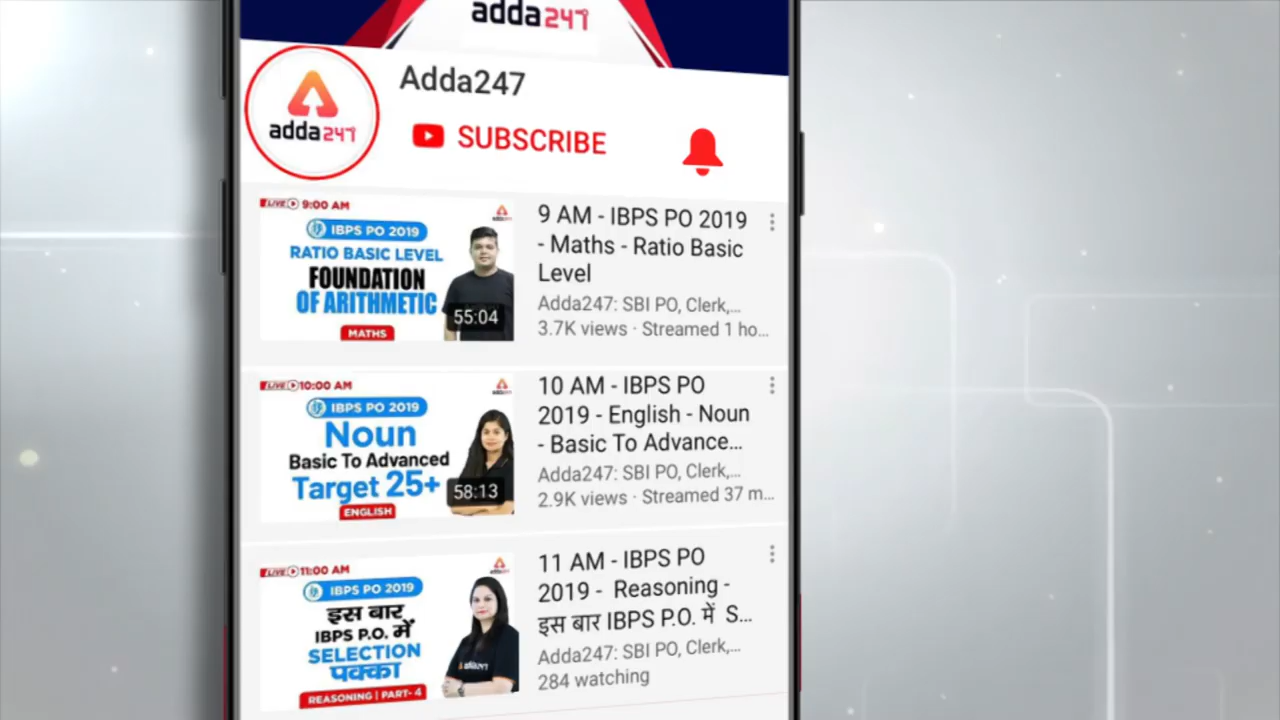 adda247
Adda247
adda247
SUBSCRIBE
LIVE 9:00 AM
IBPS PO 2019
RATIO BASIC LEVEL
FOUNDATION
OF ARITHMETIC
55:04
MATHS
9 AM - IBPS PO 2019
- Maths - Ratio Basic
Level
Adda247: SBI PO, Clerk,...
3.7K views · Streamed 1 ho...
LIVE 10:00 AM
IBPS PO 2019
Noun
Basic To Advanced
Target 25+
58:13
ENGLISH
10 AM - IBPS PO
2019 - English - Noun
- Basic To Advance...
Adda247: SBI PO, Clerk,...
2.9K views · Streamed 37 m...
LIVE 11:00 AM
IBPS PO 2019
इस बार
IBPS P.O. में
SELECTION
पक्का
adda247
REASONING | PART- 4
11 AM - IBPS PO
2019 - Reasoning -
इस बार IBPS P.O. में S...
Adda247: SBI PO, Clerk,...
284 watching